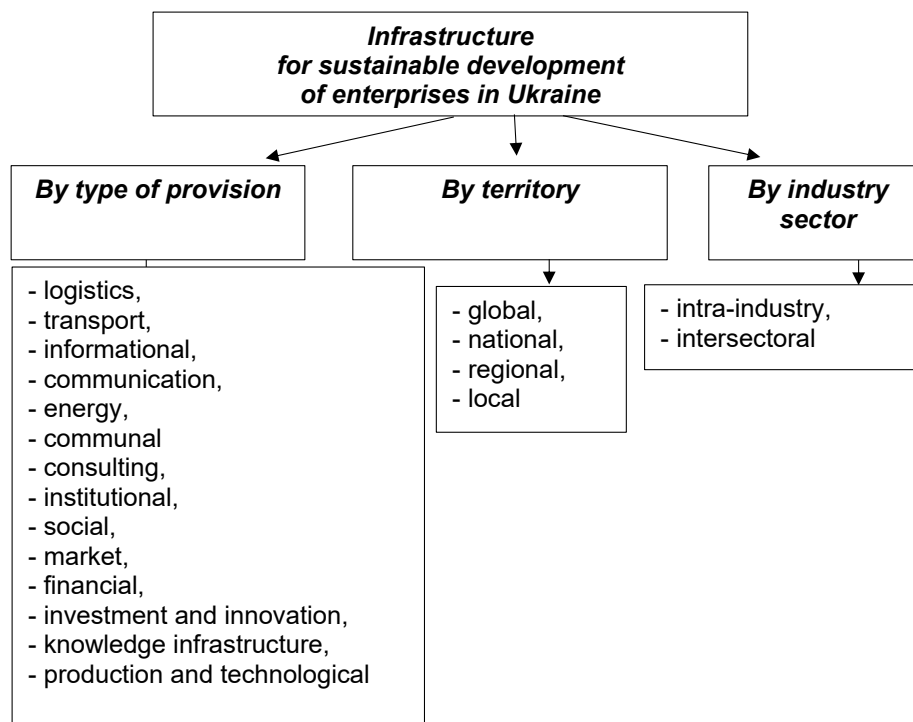 Infrastructure
for sustainable development
of enterprises in Ukraine
By type of provision
By territory
By industry
sector
- logistics,
- transport,
- informational,
- communication,
- energy,
- communal
- consulting,
- institutional,
- social,
- market,
- financial,
- investment and innovation,
- knowledge infrastructure,
- production and technological
- global,
- national,
- regional,
- local
- intra-industry,
- intersectoral